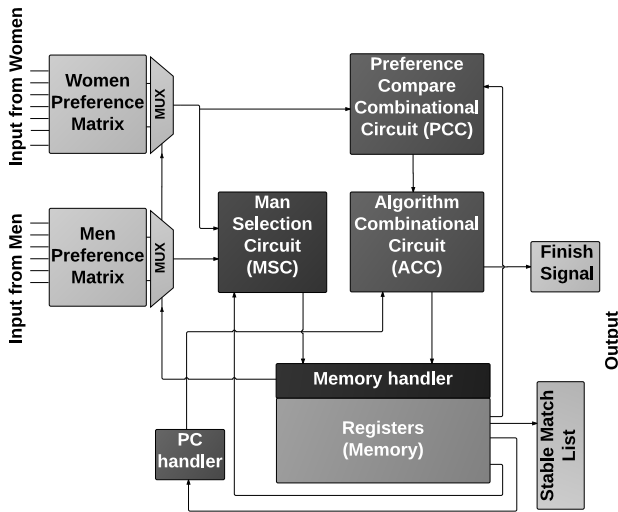 Input from Women
Women
Preference
Matrix
MUX
Preference
Compare
Combinational
Circuit (PCC)
Input from Men
Men
Preference
Matrix
MUX
Man
Selection
Circuit
(MSC)
Algorithm
Combinational
Circuit
(ACC)
Finish
Signal
Output
Memory handler
Registers
(Memory)
PC
handler
Stable Match
List